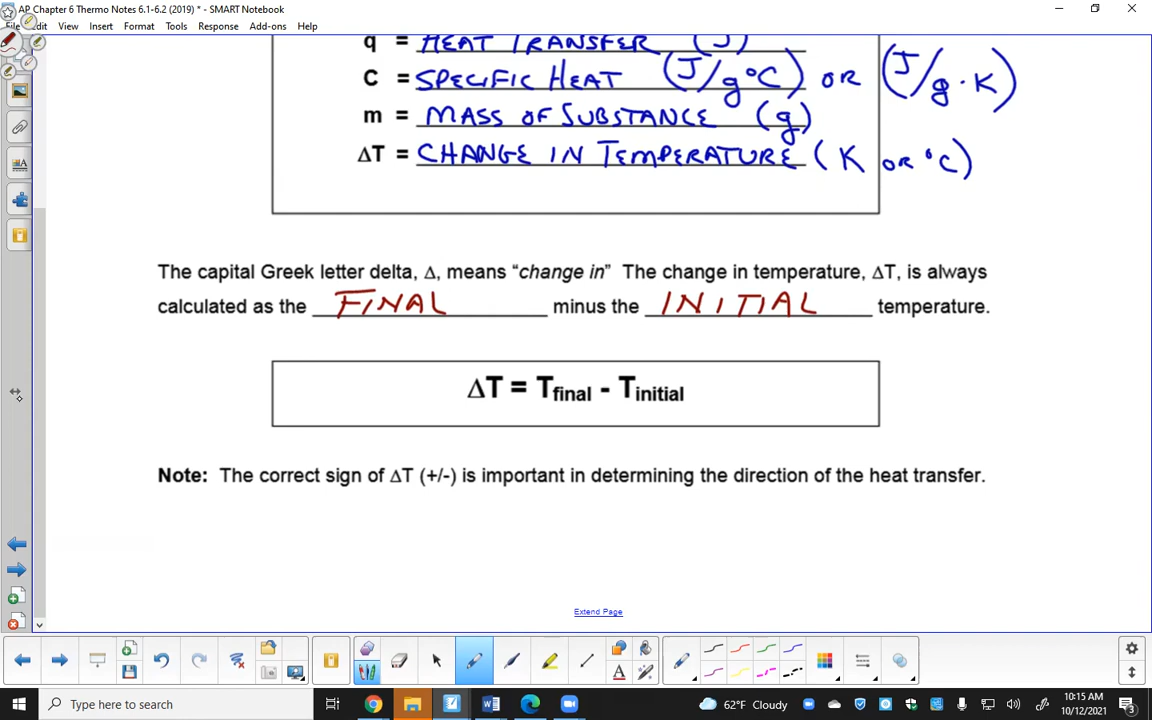 AP Chapter 6 Thermo Notes 6.1-6.2 (2019) * - SMART Notebook
View Insert Format Tools Response Add-ons Help
q = HEAT TRANSFER (J)
C = SPECIFIC HEAT (J/g°C) OR (J/g·K)
m = MASS OF SUBSTANCE (g)
ΔT = CHANGE IN TEMPERATURE (K OR °C)
The capital Greek letter delta, Δ, means “change in” The change in temperature, ΔT, is always
calculated as the FINAL minus the INITIAL temperature.
ΔT = Tfinal - Tinitial
Note: The correct sign of ΔT (+/-) is important in determining the direction of the heat transfer.
Extend Page
Type here to search
62°F Cloudy
10:15 AM
10/12/2021
3